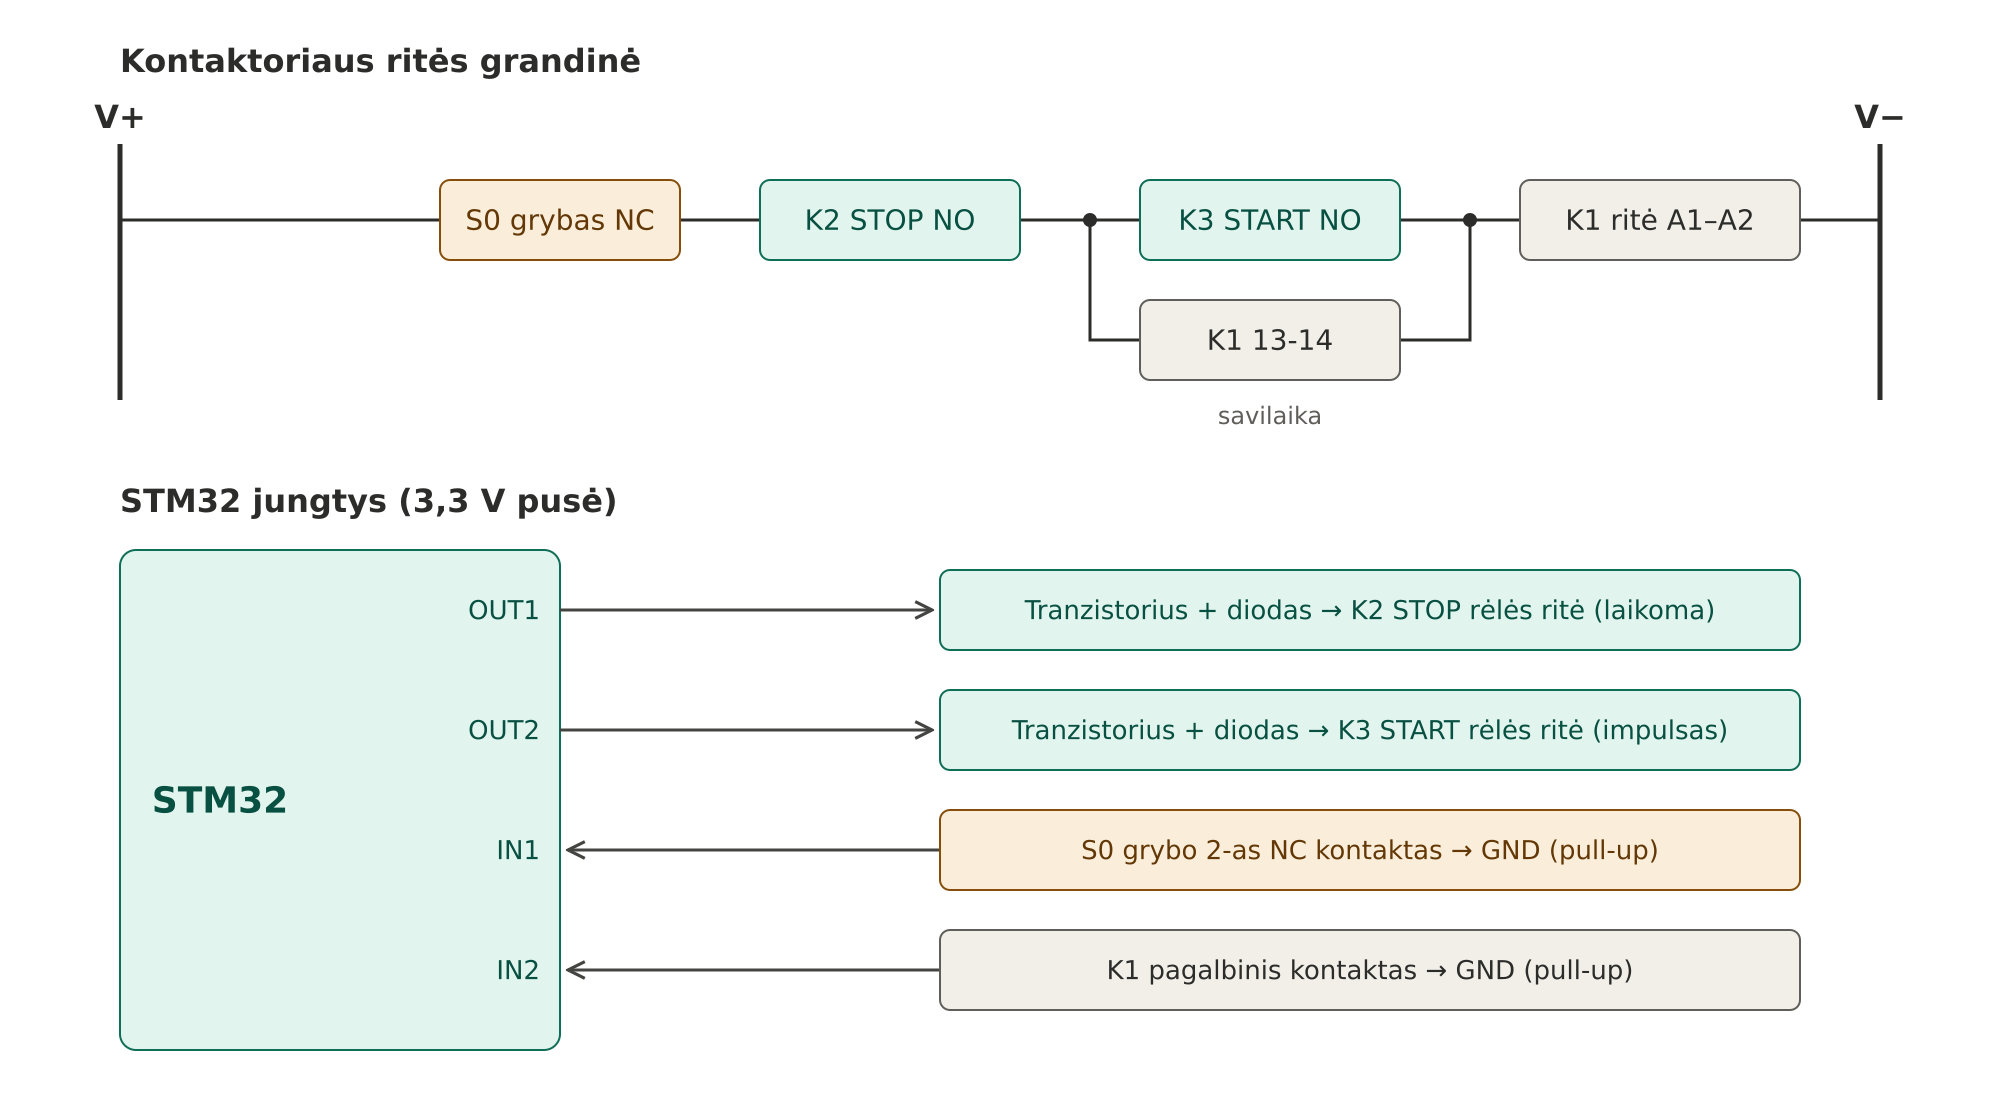 Kontaktoriaus ritės grandinė
V+
V−
S0 grybas NC
K2 STOP NO
K3 START NO
K1 ritė A1–A2
K1 13-14
savilaika
STM32 jungtys (3,3 V pusė)
OUT1
Tranzistorius + diodas → K2 STOP rėlės ritė (laikoma)
OUT2
Tranzistorius + diodas → K3 START rėlės ritė (impulsas)
STM32
IN1
S0 grybo 2-as NC kontaktas → GND (pull-up)
IN2
K1 pagalbinis kontaktas → GND (pull-up)